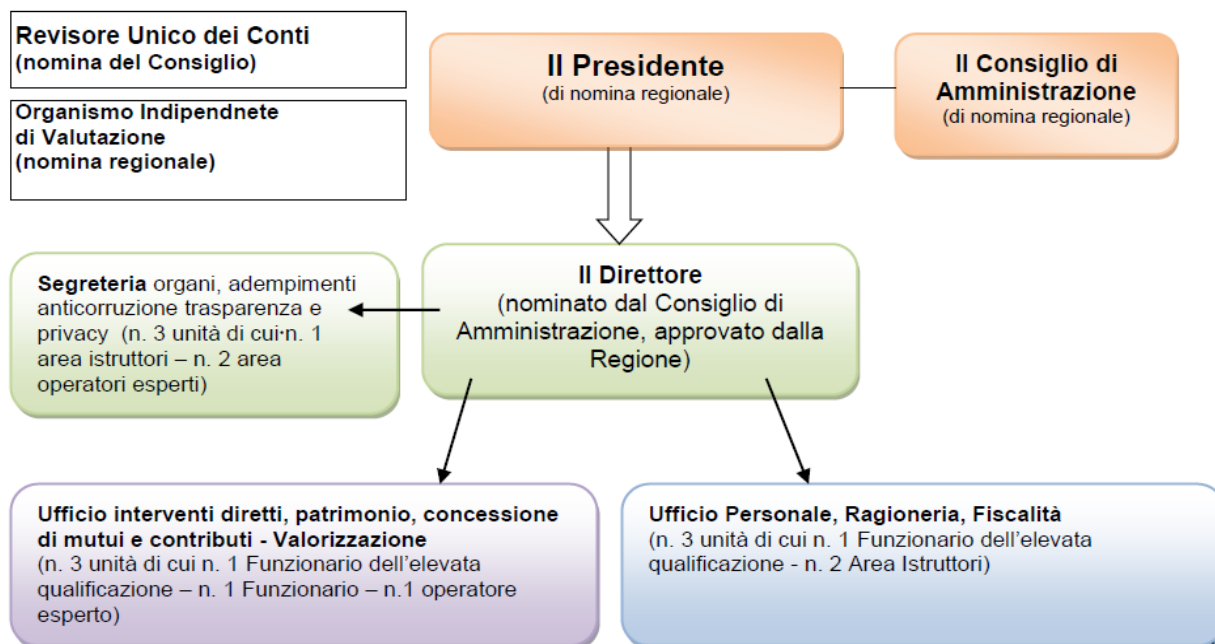 Revisore Unico dei Conti
(nomina del Consiglio)
Organismo Indipendnete
di Valutazione
(nomina regionale)
Il Presidente
(di nomina regionale)
Il Consiglio di
Amministrazione
(di nomina regionale)
Segreteria organi, adempimenti
anticorruzione trasparenza e
privacy (n. 3 unità di cui·n. 1
area istruttori – n. 2 area
operatori esperti)
Il Direttore
(nominato dal Consiglio di
Amministrazione, approvato dalla
Regione)
Ufficio interventi diretti, patrimonio, concessione
di mutui e contributi - Valorizzazione
(n. 3 unità di cui n. 1 Funzionario dell'elevata
qualificazione – n. 1 Funzionario – n.1 operatore
esperto)
Ufficio Personale, Ragioneria, Fiscalità
(n. 3 unità di cui n. 1 Funzionario dell'elevata
qualificazione - n. 2 Area Istruttori)